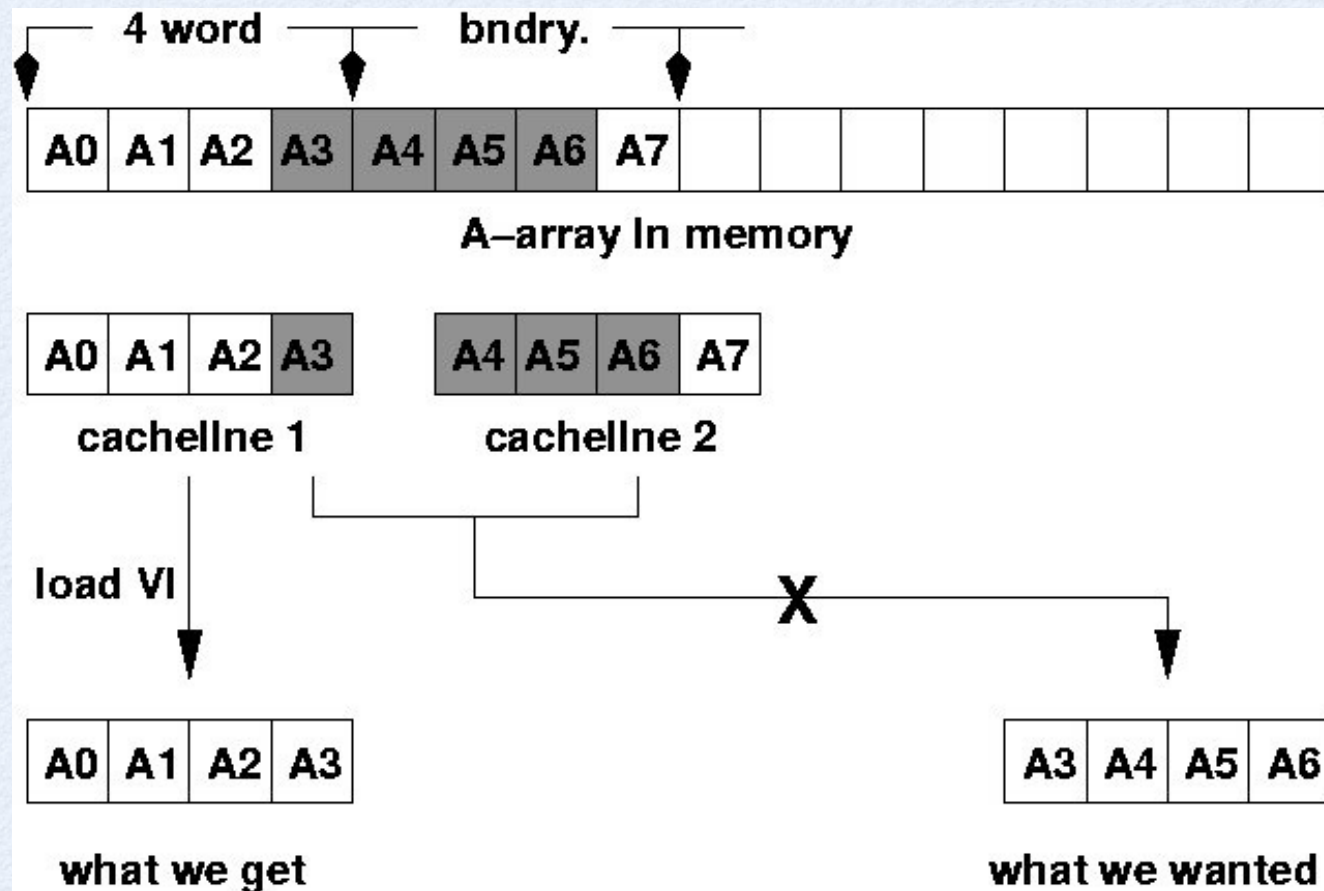 4 word bndry.
A0 A1 A2 A3 A4 A5 A6 A7
A–array In memory
A0 A1 A2 A3 A4 A5 A6 A7
cachelIne 1 cachelIne 2
load VI
X
A0 A1 A2 A3 A3 A4 A5 A6
what we get what we wanted